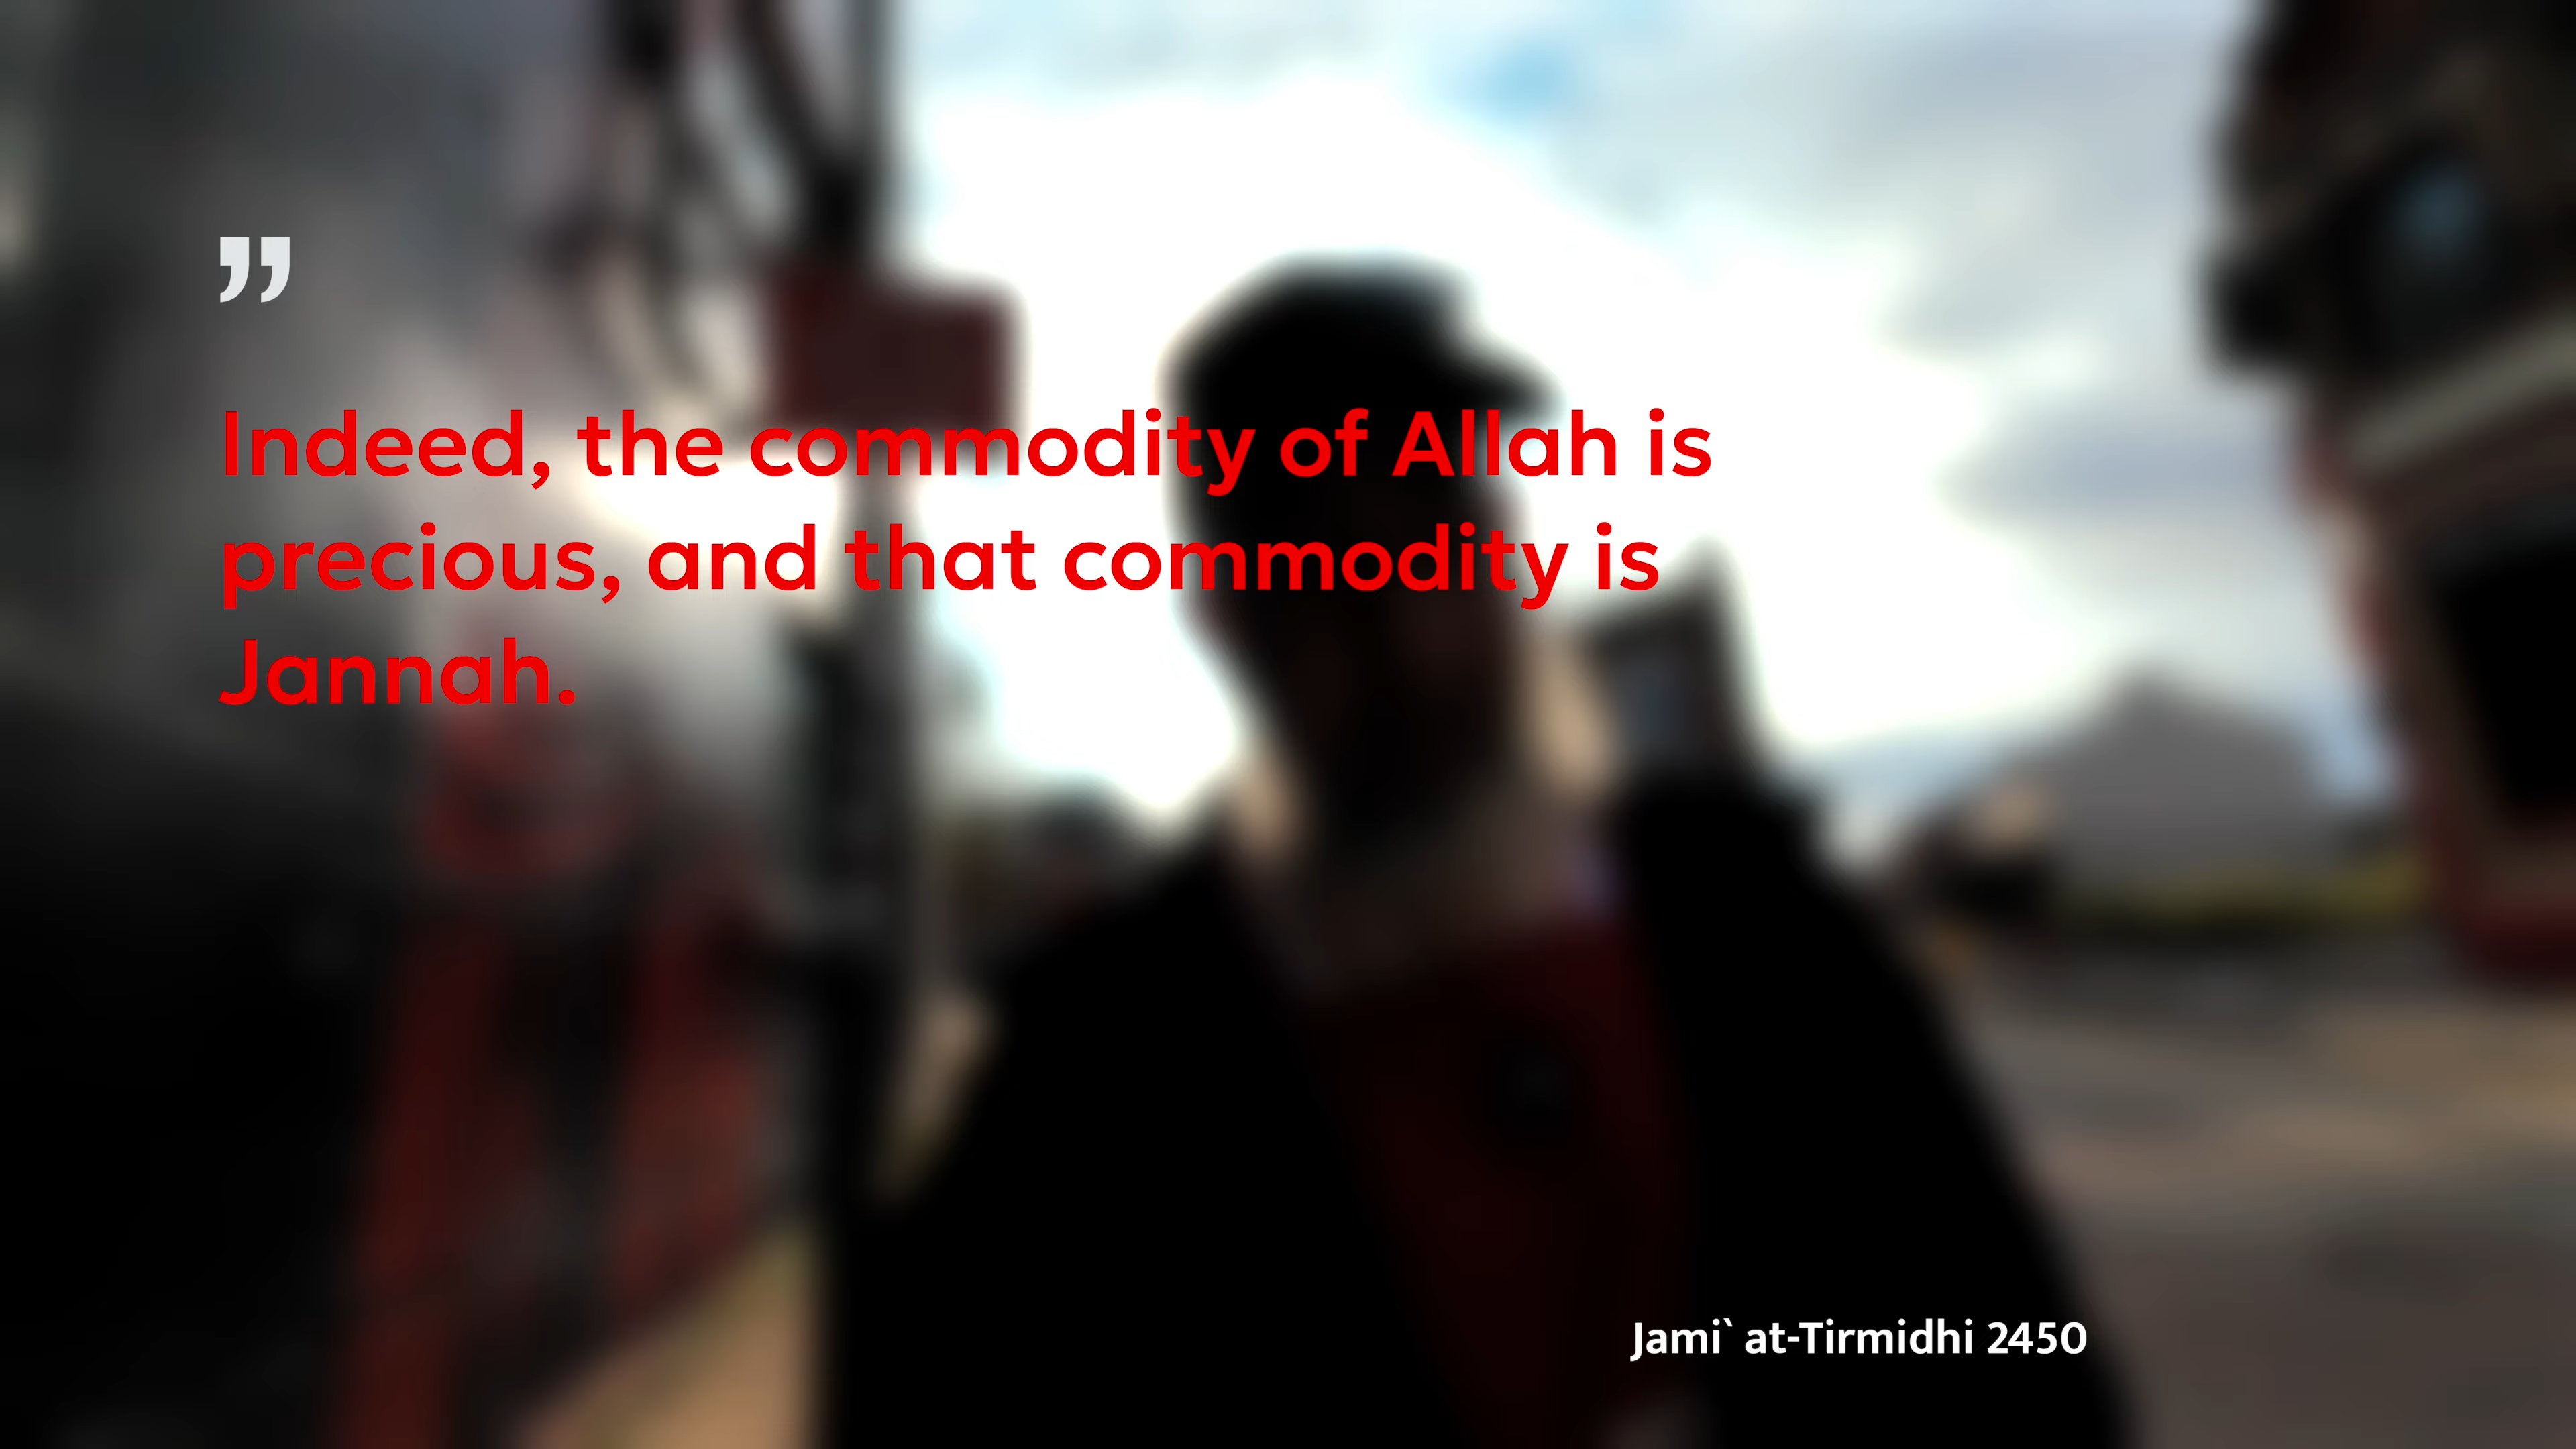 ”
Indeed, the commodity of Allah is
precious, and that commodity is
Jannah.
Jami` at-Tirmidhi 2450